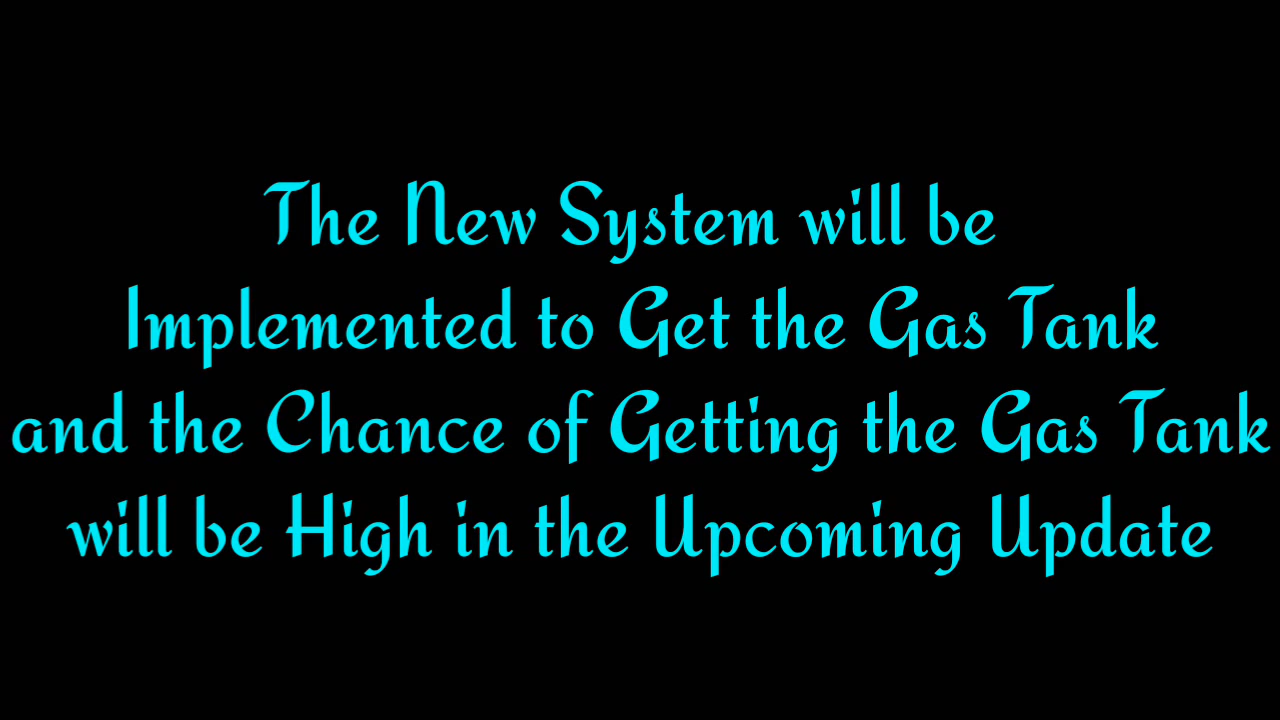 The New System will be
Implemented to Get the Gas Tank
and the Chance of Getting the Gas Tank
will be High in the Upcoming Update